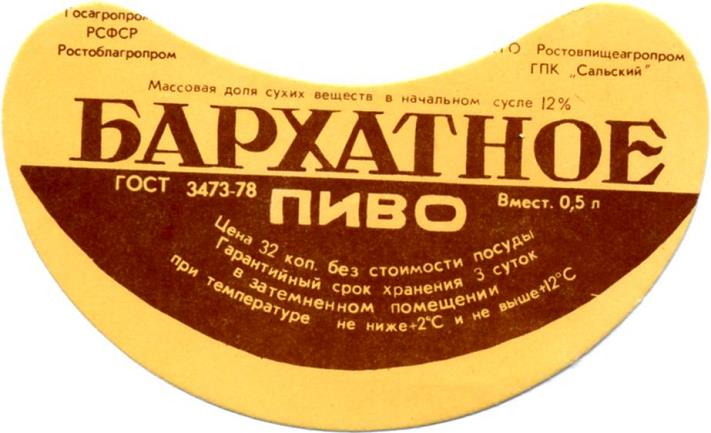 Госагропром
РСФСР
Ростоблагропром
ПО Ростовпищеагропром
ГПК „Сальский"
Массовая доля сухих веществ в начальном сусле 12%
БАРХАТНОЕ
ГОСТ 3473-78
ПИВО
Вмест. 0,5 л
Цена 32 коп. без стоимости посуды
Гарантийный срок хранения 3 суток
в затемненном помещении
при температуре не ниже+2°С и не выше+12°С